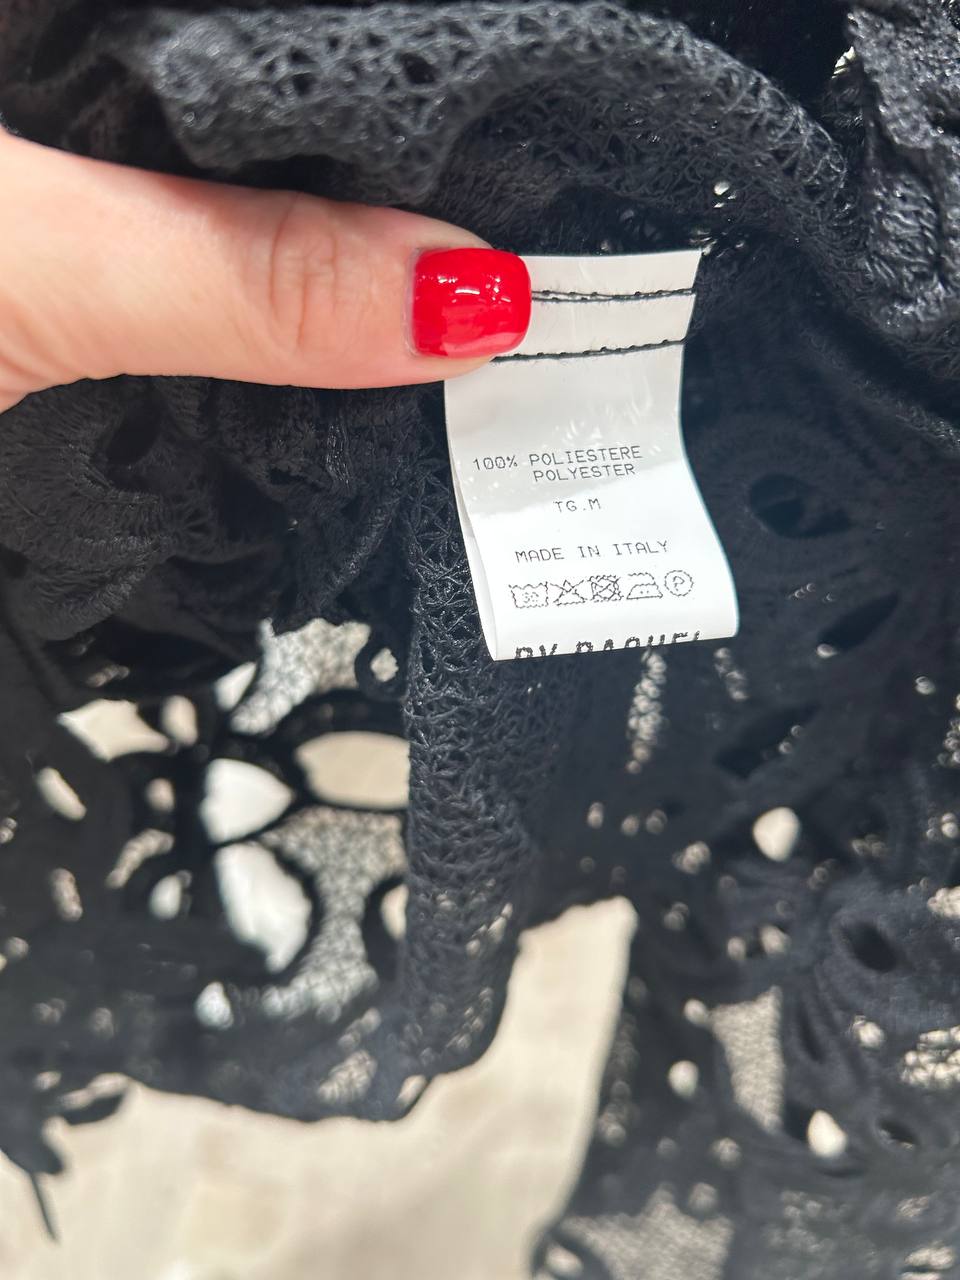 100% POLIESTERE
POLYESTER
TG.M
MADE IN ITALY